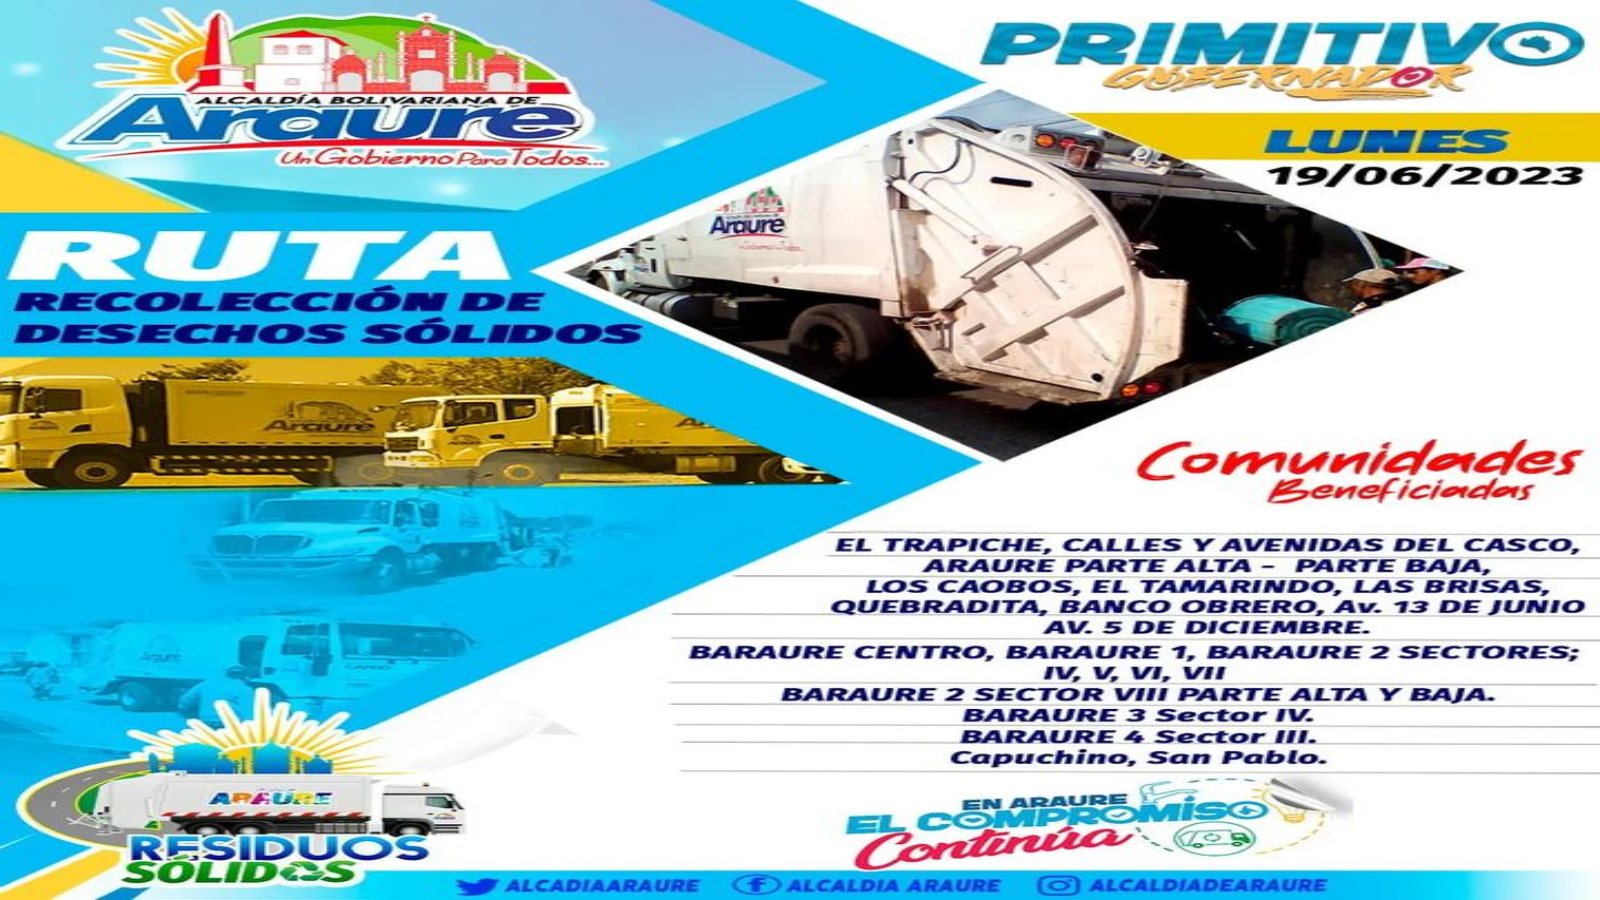 ALCALDÍA BOLIVARIANA DE
Araure
Un Gobierno Para Todos...
PRIMITIVO
GOBERNADOR
LUNES
19/06/2023
RUTA
RECOLECCIÓN DE
DESECHOS SÓLIDOS
Araure
Araure
Comunidades
Beneficiadas
EL TRAPICHE, CALLES Y AVENIDAS DEL CASCO,
ARAURE PARTE ALTA - PARTE BAJA,
LOS CAOBOS, EL TAMARINDO, LAS BRISAS,
QUEBRADITA, BANCO OBRERO, Av. 13 DE JUNIO
AV. 5 DE DICIEMBRE.
BARAURE CENTRO, BARAURE 1, BARAURE 2 SECTORES;
IV, V, VI, VII
BARAURE 2 SECTOR VIII PARTE ALTA Y BAJA.
BARAURE 3 Sector IV.
BARAURE 4 Sector III.
Capuchino, San Pablo.
Araure
ARAURE
RESIDUOS
SÓLIDOS
EN ARAURE
EL COMPROMISO
Continúa
ALCADIAARAURE
ALCALDIA ARAURE
ALCALDIADEARAURE